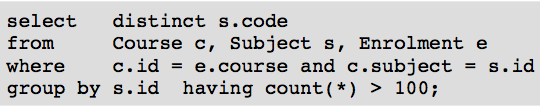 select   distinct s.code
from     Course c, Subject s, Enrolment e
where    c.id = e.course and c.subject = s.id
group by s.id  having count(*) > 100;